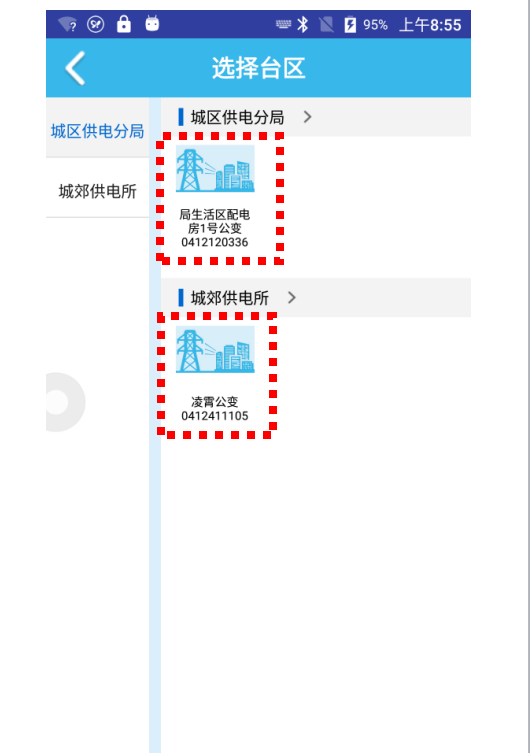 95% 上午8:55
选择台区
城区供电分局
城郊供电所
城区供电分局 >
局生活区配电
房1号公变
0412120336
城郊供电所 >
凌霄公变
0412411105